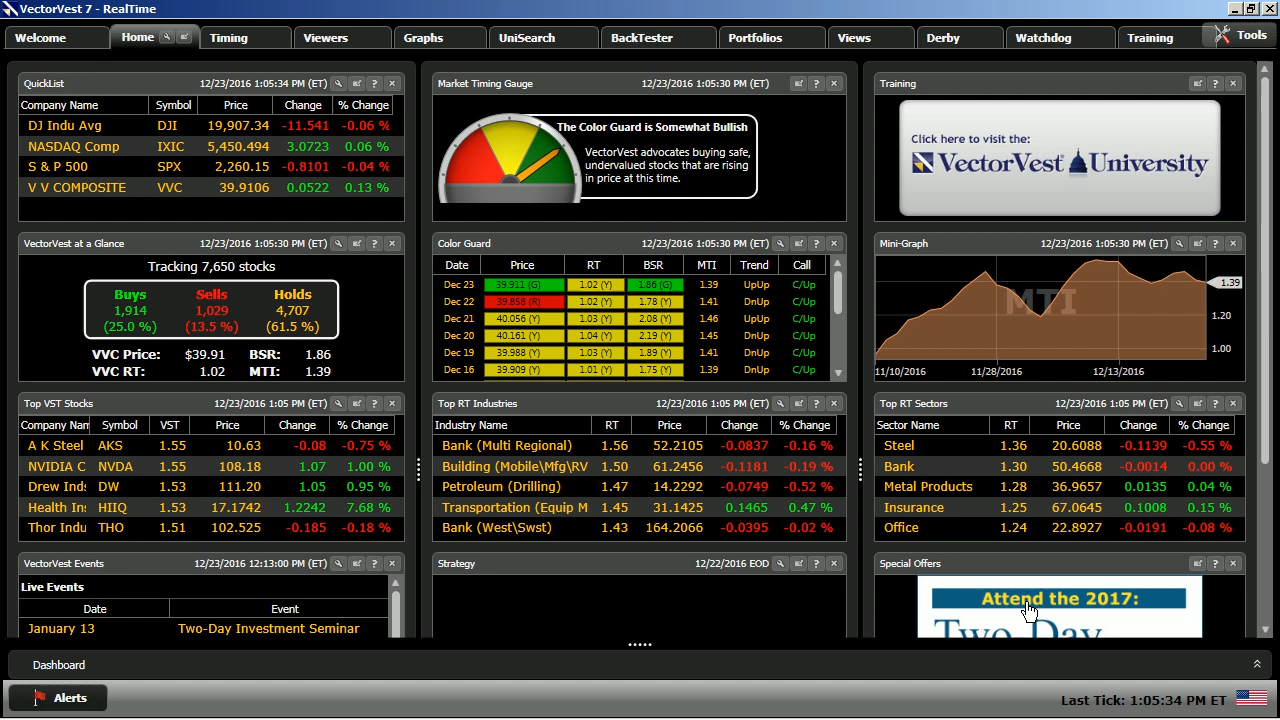 VectorVest 7 - RealTime
Welcome Home Timing Viewers Graphs UniSearch BackTester Portfolios Views Derby Watchdog Training Tools
QuickList 12/23/2016 1:05:34 PM (ET) ?
Company Name Symbol Price Change % Change
DJ Indu Avg DJI 19,907.34 -11.541 -0.06 %
NASDAQ Comp IXIC 5,450.494 3.0723 0.06 %
S & P 500 SPX 2,260.15 -0.8101 -0.04 %
V V COMPOSITE VVC 39.9106 0.0522 0.13 %
Market Timing Gauge 12/23/2016 1:05:30 PM (ET) ?
The Color Guard is Somewhat Bullish
VectorVest advocates buying safe,
undervalued stocks that are rising
in price at this time.
Training ?
Click here to visit the:
VectorVest University
VectorVest at a Glance 12/23/2016 1:05:30 PM (ET) ?
Tracking 7,650 stocks
Buys Sells Holds
1,914 1,029 4,707
(25.0 %) (13.5 %) (61.5 %)
VVC Price: $39.91 BSR: 1.86
VVC RT: 1.02 MTI: 1.39
Color Guard 12/23/2016 1:05:30 PM (ET) ?
Date Price RT BSR MTI Trend Call
Dec 23 39.911 (G) 1.02 (Y) 1.86 (G) 1.39 UpUp C/Up
Dec 22 39.858 (R) 1.02 (Y) 1.78 (Y) 1.41 DnUp C/Up
Dec 21 40.056 (Y) 1.03 (Y) 2.08 (Y) 1.46 UpUp C/Up
Dec 20 40.161 (Y) 1.04 (Y) 2.19 (Y) 1.45 DnUp C/Up
Dec 19 39.988 (Y) 1.03 (Y) 1.89 (Y) 1.41 DnUp C/Up
Dec 16 39.909 (Y) 1.01 (Y) 1.75 (Y) 1.39 DnUp C/Up
Mini-Graph 12/23/2016 1:05:30 PM (ET) ?
MTI
1.39
1.20
1.00
11/10/2016 11/28/2016 12/13/2016
Top VST Stocks 12/23/2016 1:05 PM (ET) ?
Company Nam Symbol VST Price Change % Change
A K Steel AKS 1.55 10.63 -0.08 -0.75 %
NVIDIA C NVDA 1.55 108.18 1.07 1.00 %
Drew Inds DW 1.53 111.20 1.05 0.95 %
Health Ins HIIQ 1.53 17.1742 1.2242 7.68 %
Thor Indu THO 1.51 102.525 -0.185 -0.18 %
Top RT Industries 12/23/2016 1:05 PM (ET) ?
Industry Name RT Price Change % Change
Bank (Multi Regional) 1.56 52.2105 -0.0837 -0.16 %
Building (Mobile\Mfg\RV 1.50 61.2456 -0.1181 -0.19 %
Petroleum (Drilling) 1.47 14.2292 -0.0749 -0.52 %
Transportation (Equip M 1.45 31.1425 0.1465 0.47 %
Bank (West\Swst) 1.43 164.2066 -0.0395 -0.02 %
Top RT Sectors 12/23/2016 1:05 PM (ET) ?
Sector Name RT Price Change % Change
Steel 1.36 20.6088 -0.1139 -0.55 %
Bank 1.30 50.4668 -0.0014 0.00 %
Metal Products 1.28 36.9657 0.0135 0.04 %
Insurance 1.25 67.0645 0.1008 0.15 %
Office 1.24 22.8927 -0.0191 -0.08 %
VectorVest Events 12/23/2016 12:13:00 PM (ET) ?
Live Events
Date Event
January 13 Two-Day Investment Seminar
Strategy 12/22/2016 EOD ?
Special Offers ?
Attend the 2017:
Two-Day
Dashboard
Alerts Last Tick: 1:05:34 PM ET